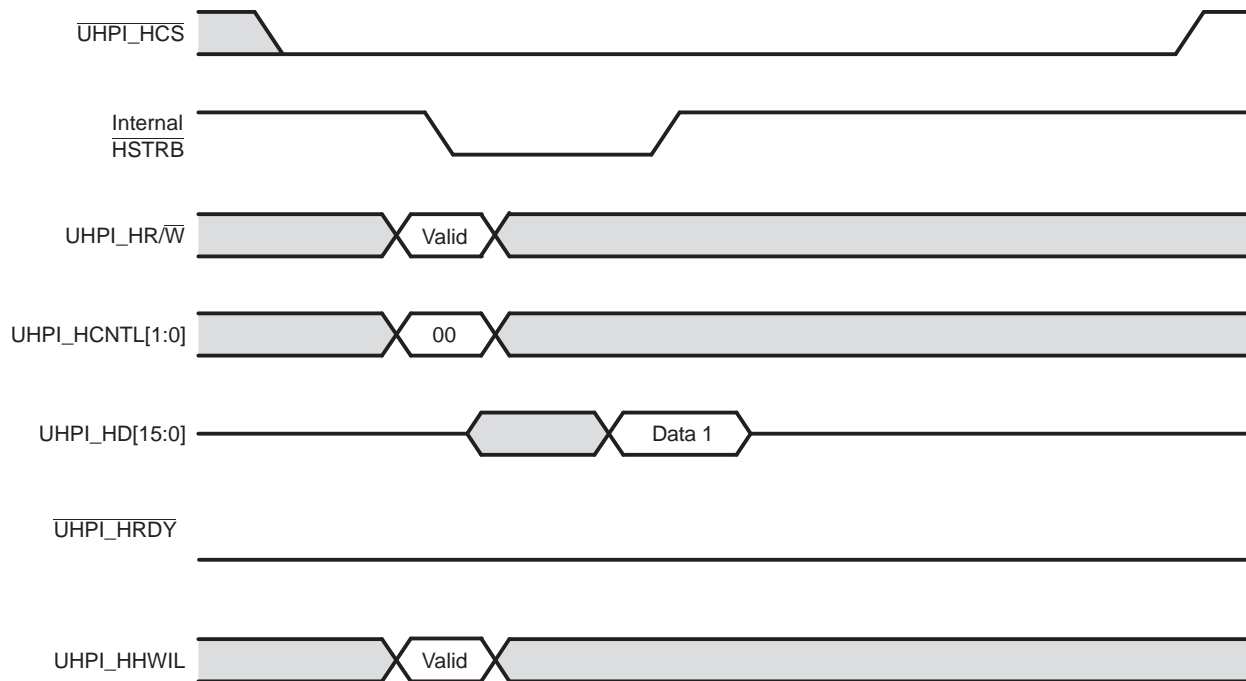 UHPI_HCS
Internal
HSTRB
UHPI_HR/W
Valid
UHPI_HCNTL[1:0]
00
UHPI_HD[15:0]
Data 1
UHPI_HRDY
UHPI_HHWIL
Valid